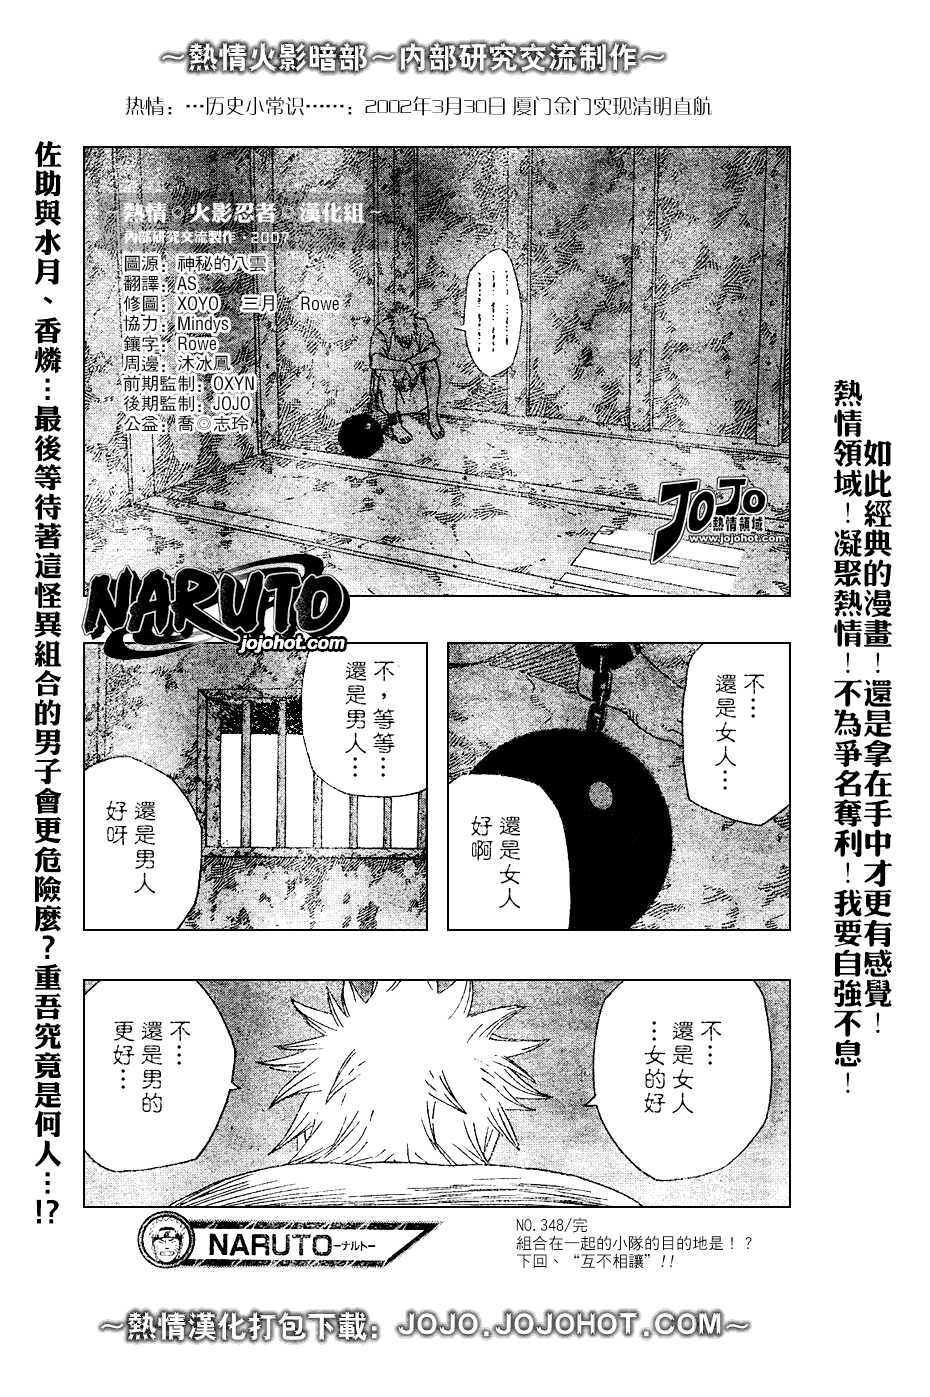 ～熱情火影暗部～内部研究交流制作～
热情：…历史小常识……：2002年3月30日 厦门金门实现清明直航
如此經典的漫畫！還是拿在手中才更有感覺！
熱情領域！凝聚熱情！不為爭名奪利！我要自強不息！
熱情◎火影忍者◎漢化組～
內部研究交流製作·2007
圖源：神秘的八雲
翻譯：AS
修圖：XOYO 三月 Rowe
協力：Mindys
鑲字：Rowe
周邊：沐冰鳳
前期監制：OXYN
後期監制：JOJO
公益：喬◎志玲
JOJO
熱情領域
www.jojohot.com
NARUTO
jojohot.com
不…
還是女人…
還是女人
好啊
不，等等…
還是男人…
還是男人
好呀
不…
還是女人
…女的好
不…
還是男的
更好…
佐助與水月、香燐…最後等待著這怪異組合的男子會更危險麼？重吾究竟是何人…!?
NARUTO－ナルト－
NO.348/完
組合在一起的小隊的目的地是！？
下回、“互不相讓”!!
～熱情漢化打包下載：JOJO.JOJOHOT.COM～